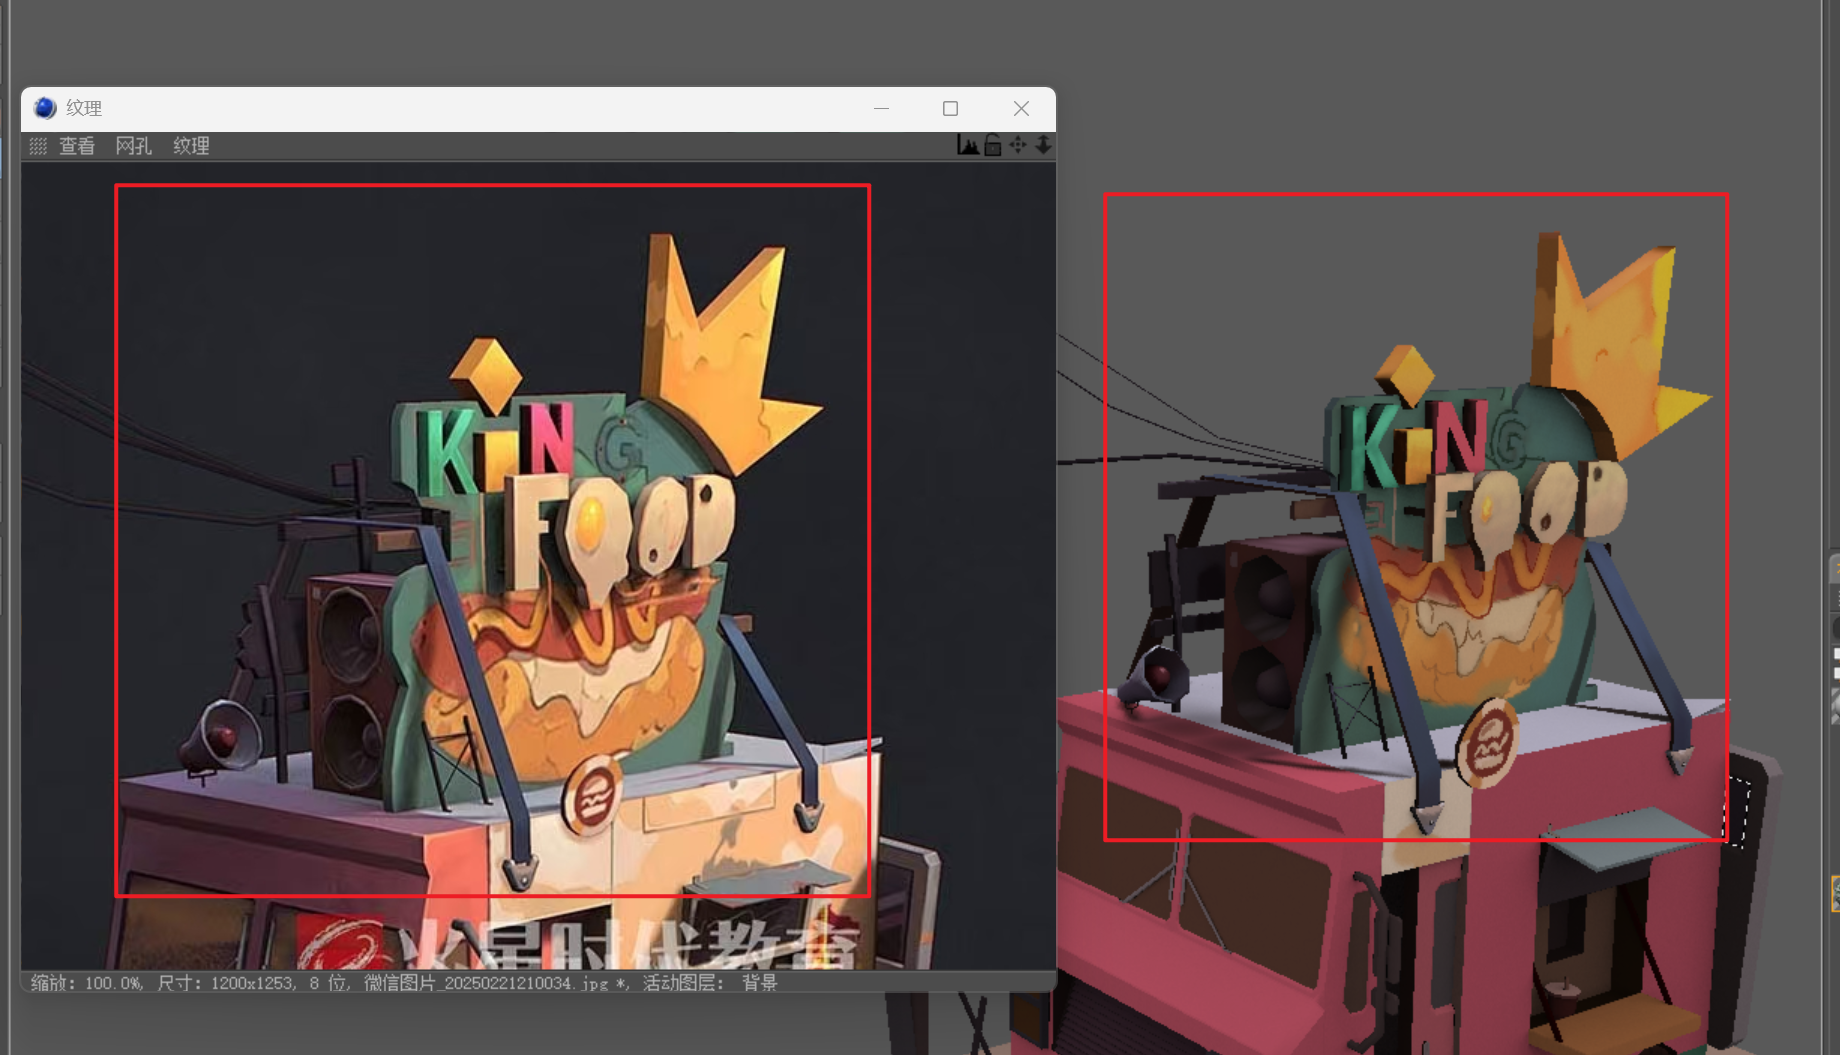 纹理
查看 网孔 纹理
KiNG
FOOD
火星时代教育
缩放: 100.0%, 尺寸: 1200x1253, 8 位, 微信图片_20250221210034.jpg *, 活动图层: 背景
KiNG
FOOD